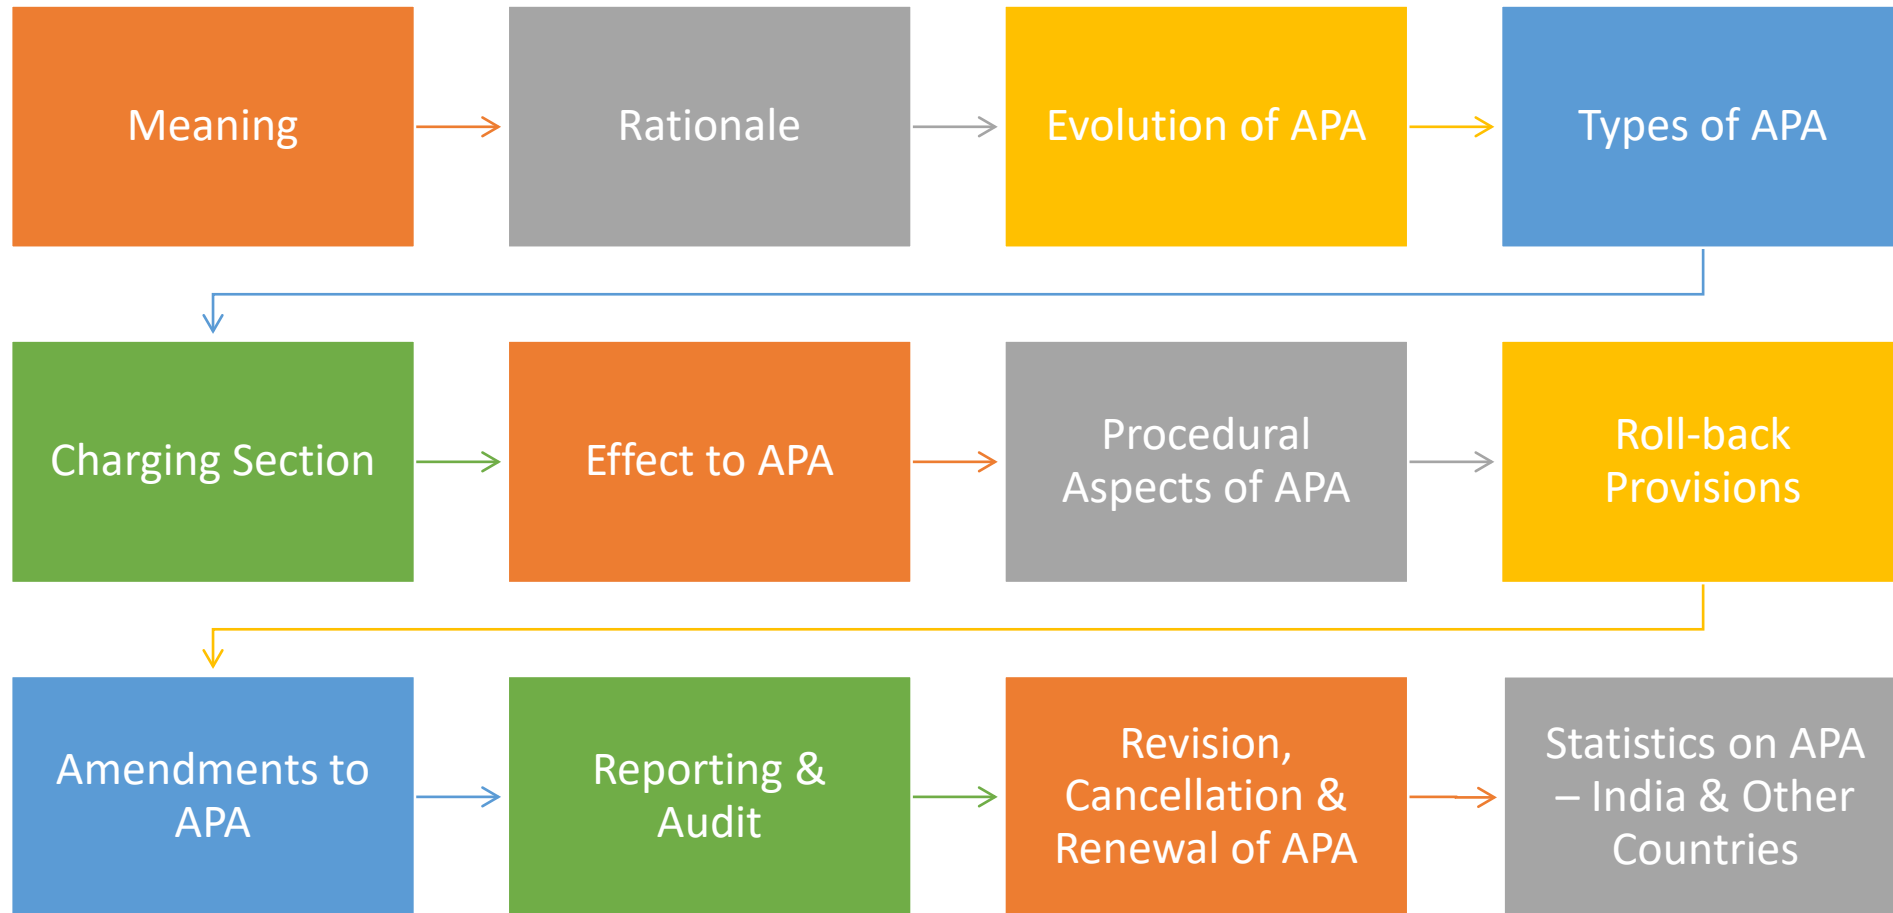 Meaning
Rationale
Evolution of APA
Types of APA
Charging Section
Effect to APA
Procedural
Aspects of APA
Roll-back
Provisions
Amendments to
APA
Reporting &
Audit
Revision,
Cancellation &
Renewal of APA
Statistics on APA
– India & Other
Countries